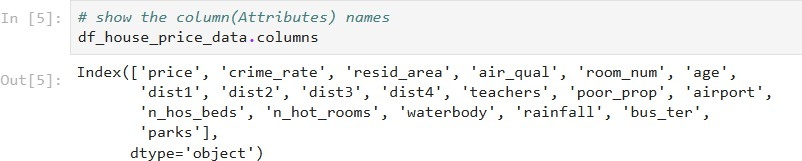 In [5]:
# show the column(Attributes) names
df_house_price_data.columns
Out[5]:
Index(['price', 'crime_rate', 'resid_area', 'air_qual', 'room_num', 'age',
'dist1', 'dist2', 'dist3', 'dist4', 'teachers', 'poor_prop', 'airport',
'n_hos_beds', 'n_hot_rooms', 'waterbody', 'rainfall', 'bus_ter',
'parks'],
dtype='object')